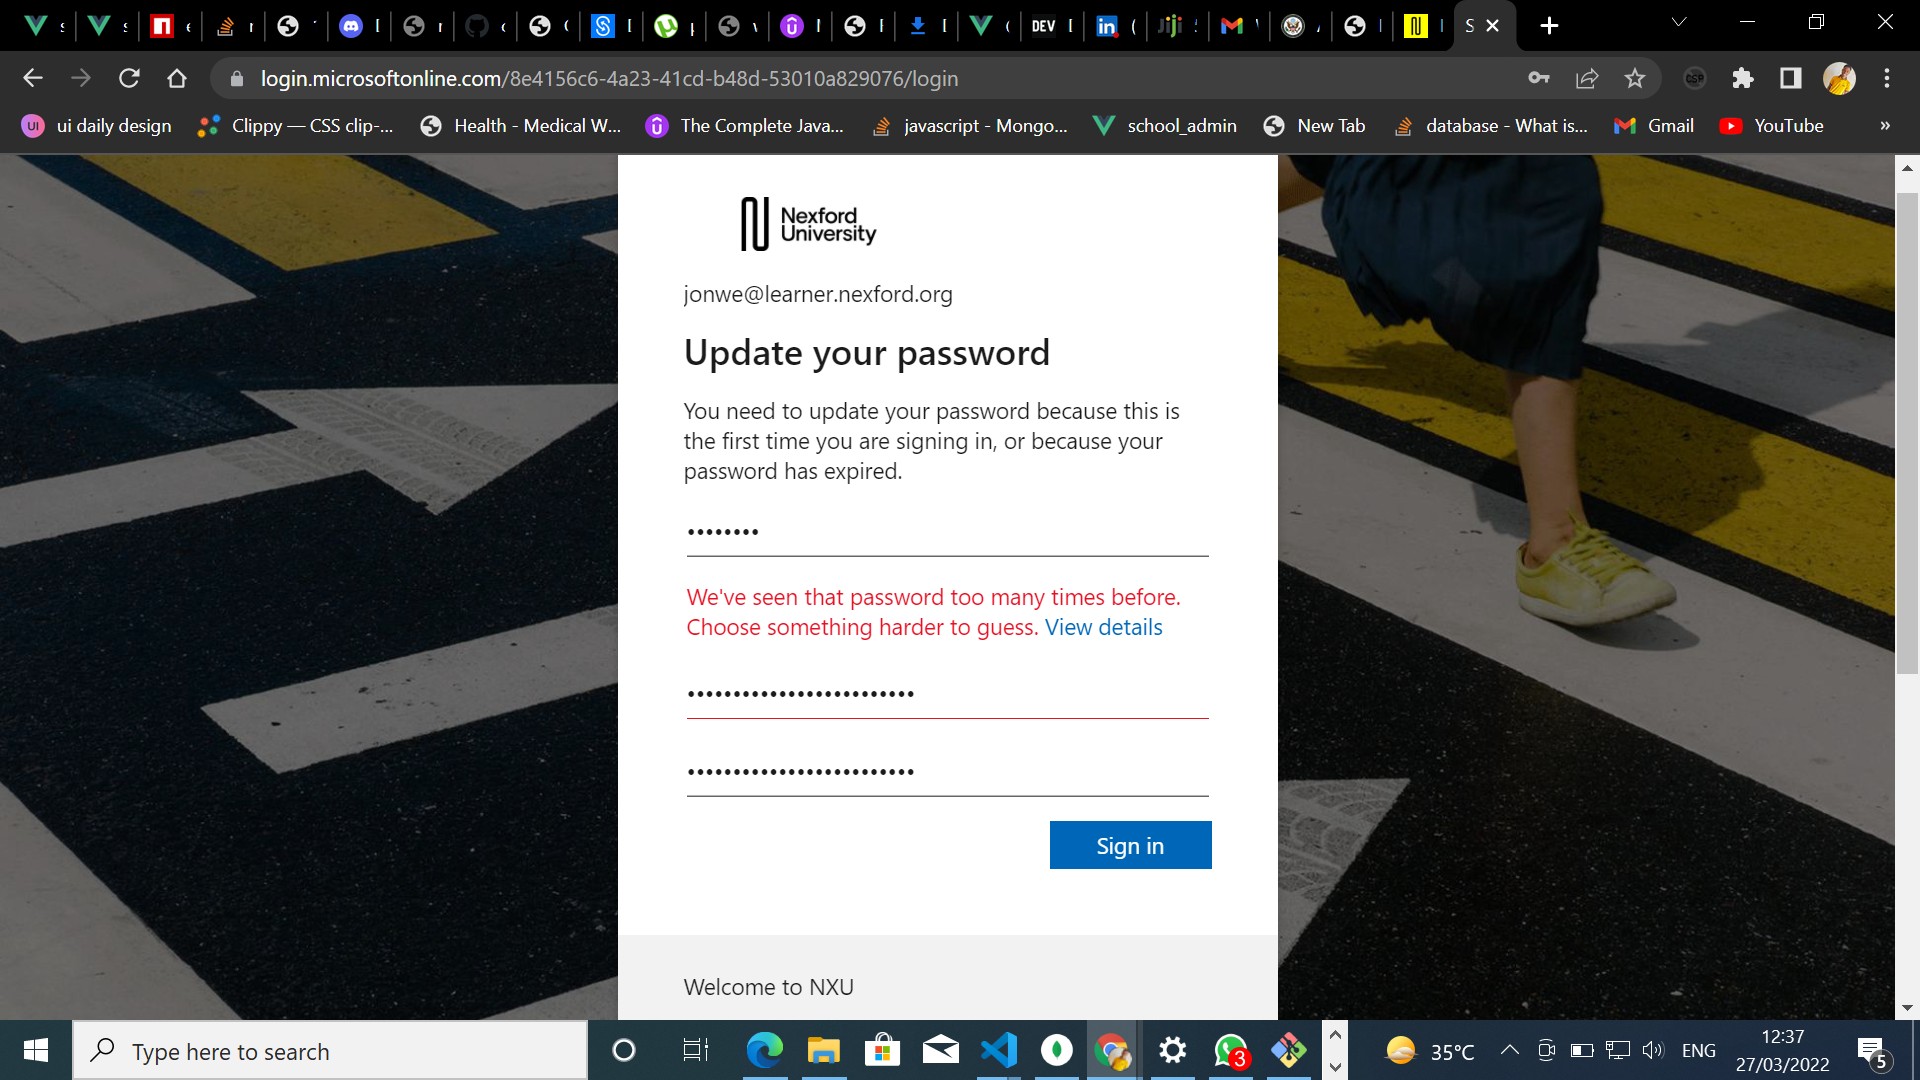 login.microsoftonline.com/8e4156c6-4a23-41cd-b48d-53010a829076/login
ui daily design
Clippy — CSS clip-...
Health - Medical W...
The Complete Java...
javascript - Mongo...
school_admin
New Tab
database - What is...
Gmail
YouTube
»
Nexford
University
jonwe@learner.nexford.org
Update your password
You need to update your password because this is
the first time you are signing in, or because your
password has expired.
We've seen that password too many times before.
Choose something harder to guess. View details
Sign in
Welcome to NXU
Type here to search
3
35°C
ENG
12:37
27/03/2022
5